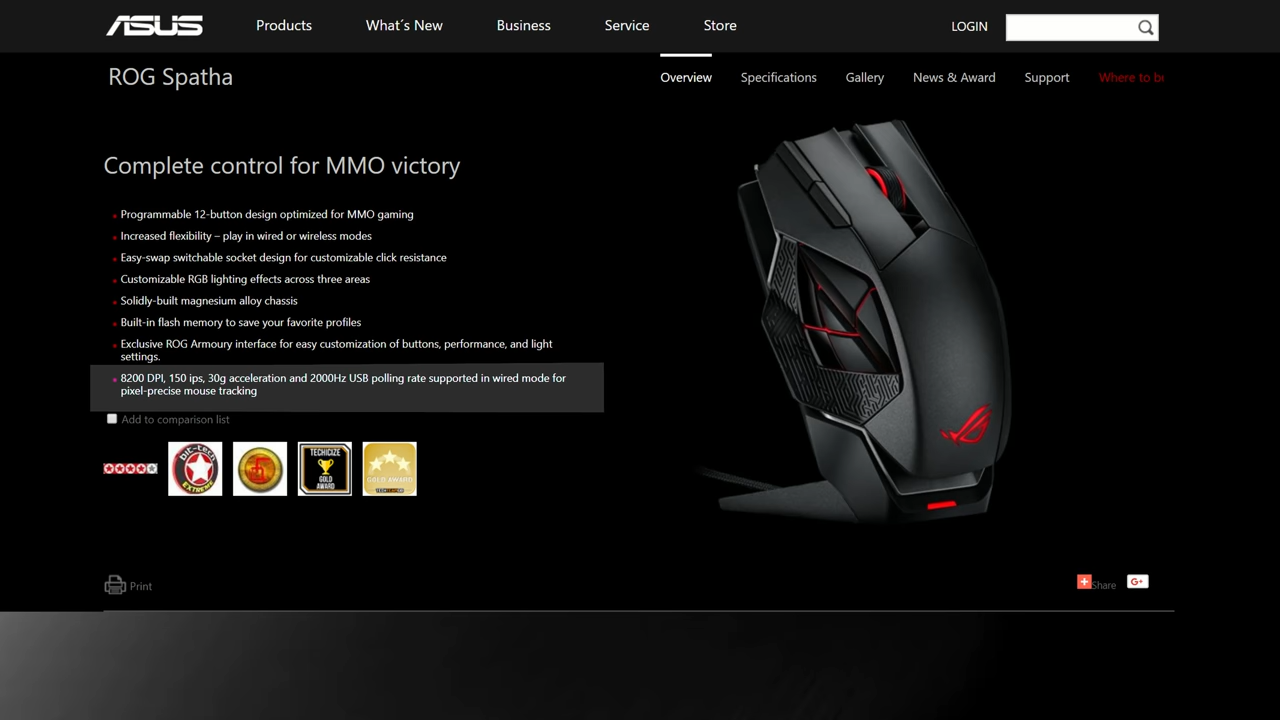 ASUS
Products
What´s New
Business
Service
Store
LOGIN
ROG Spatha
Overview
Specifications
Gallery
News & Award
Support
Where to
Complete control for MMO victory
Programmable 12-button design optimized for MMO gaming
Increased flexibility – play in wired or wireless modes
Easy-swap switchable socket design for customizable click resistance
Customizable RGB lighting effects across three areas
Solidly-built magnesium alloy chassis
Built-in flash memory to save your favorite profiles
Exclusive ROG Armoury interface for easy customization of buttons, performance, and light
settings.
8200 DPI, 150 ips, 30g acceleration and 2000Hz USB polling rate supported in wired mode for
pixel-precise mouse tracking
Add to comparison list
bit-tech
EXTREME
TECHICIZE
GOLD
AWARD
GOLD AWARD
Print
Share
G+